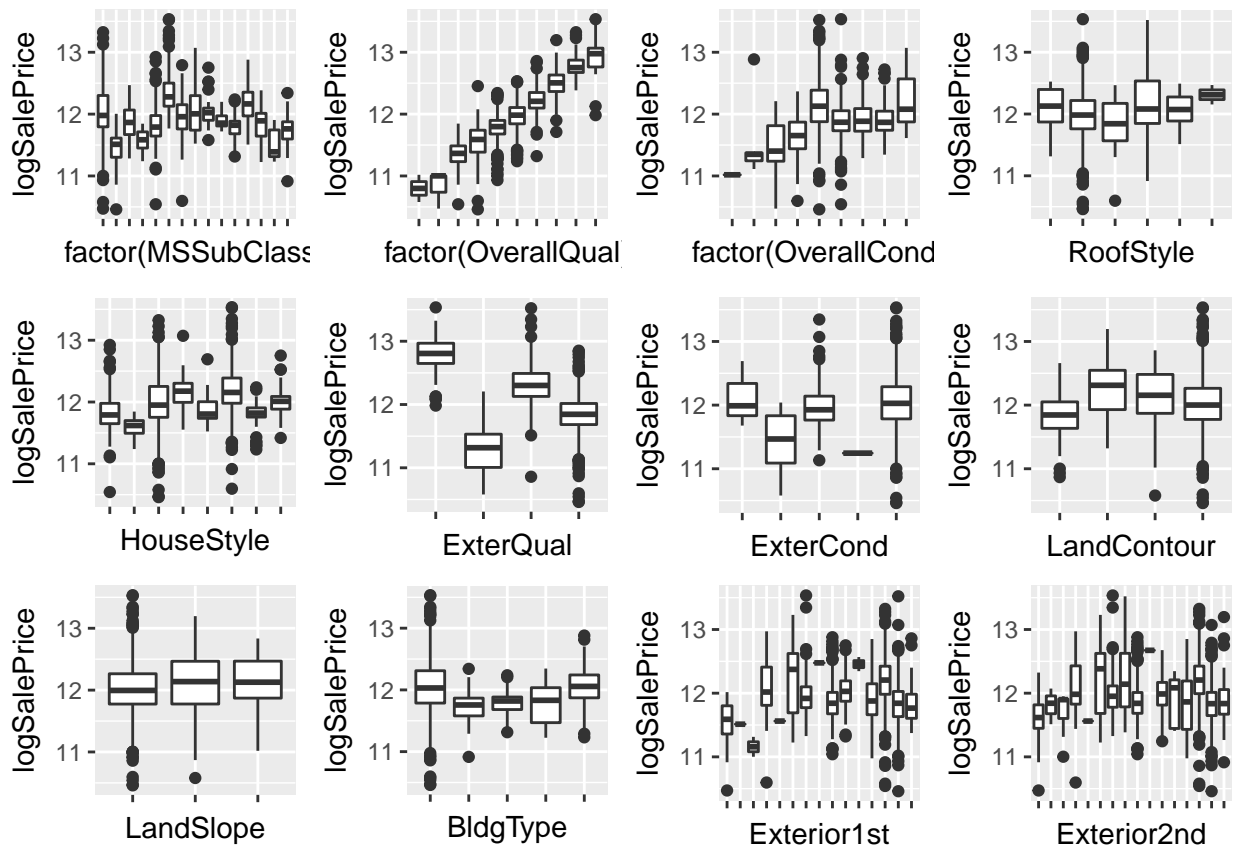 logSalePrice
13
12
11
factor(MSSubClass
logSalePrice
13
12
11
factor(OverallQual)
logSalePrice
13
12
11
factor(OverallCond
logSalePrice
13
12
11
RoofStyle
logSalePrice
13
12
11
HouseStyle
logSalePrice
13
12
11
ExterQual
logSalePrice
13
12
11
ExterCond
logSalePrice
13
12
11
LandContour
logSalePrice
13
12
11
LandSlope
logSalePrice
13
12
11
BldgType
logSalePrice
13
12
11
Exterior1st
logSalePrice
13
12
11
Exterior2nd